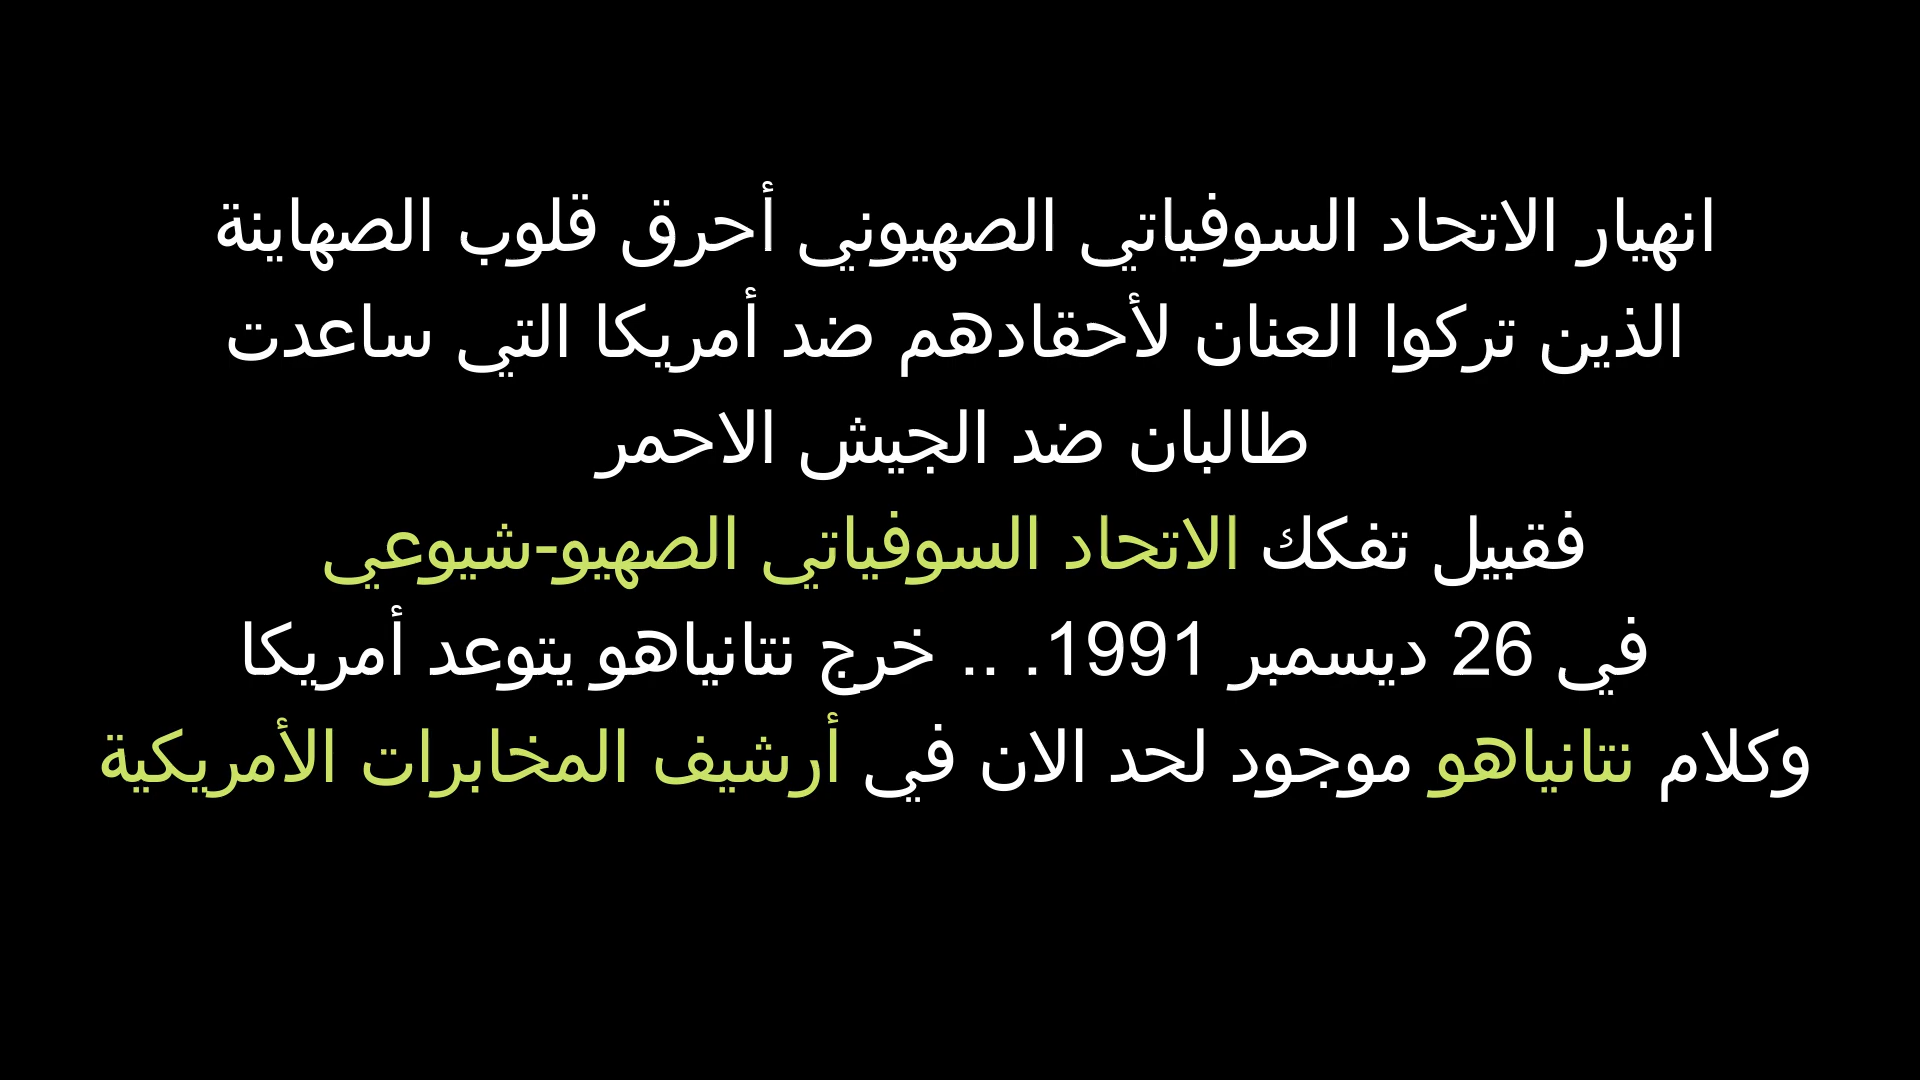 انهيار الاتحاد السوفياتي الصهيوني أحرق قلوب الصهاينة
الذين تركوا العنان لأحقادهم ضد أمريكا التي ساعدت
طالبان ضد الجيش الاحمر
فقبيل تفكك الاتحاد السوفياتي الصهيو-شيوعي
في 26 ديسمبر 1991. .. خرج نتانياهو يتوعد أمريكا
وكلام نتانياهو موجود لحد الان في أرشيف المخابرات الأمريكية